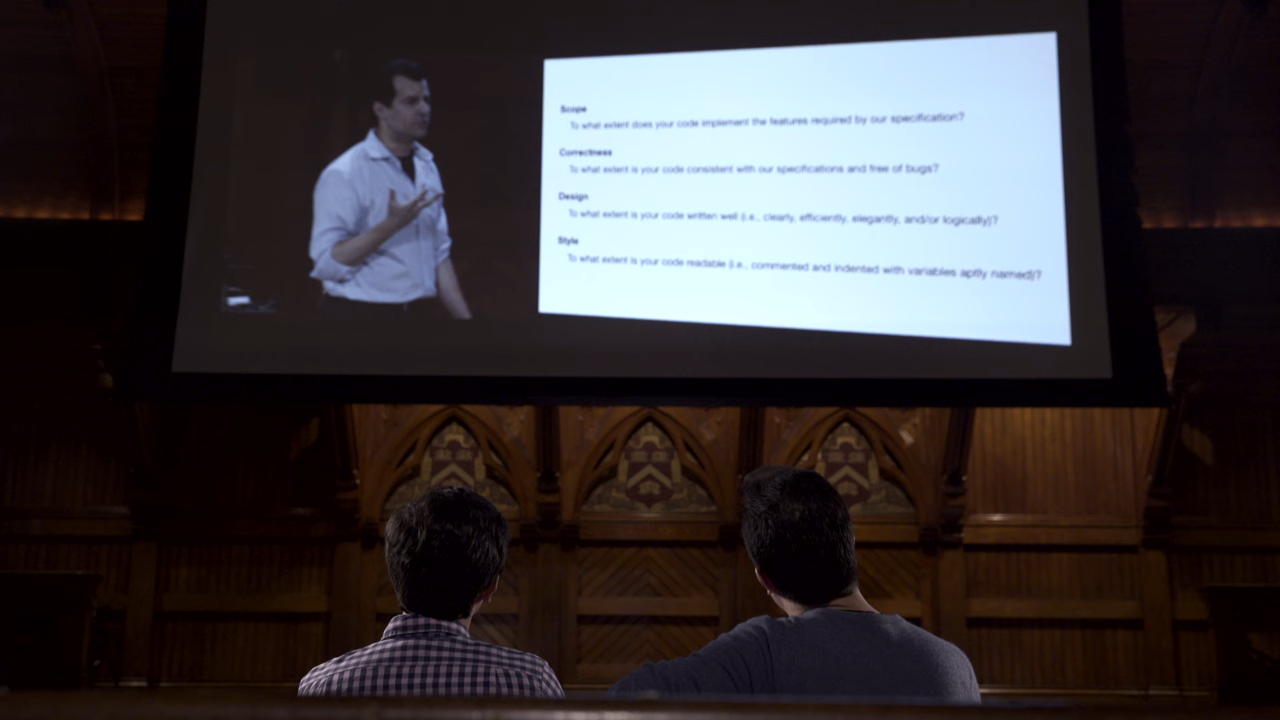 Scope
To what extent does your code implement the features required by our specification?
Correctness
To what extent is your code consistent with our specifications and free of bugs?
Design
To what extent is your code written well (i.e., clearly, efficiently, elegantly, and/or logically)?
Style
To what extent is your code readable (i.e., commented and indented with variables aptly named)?